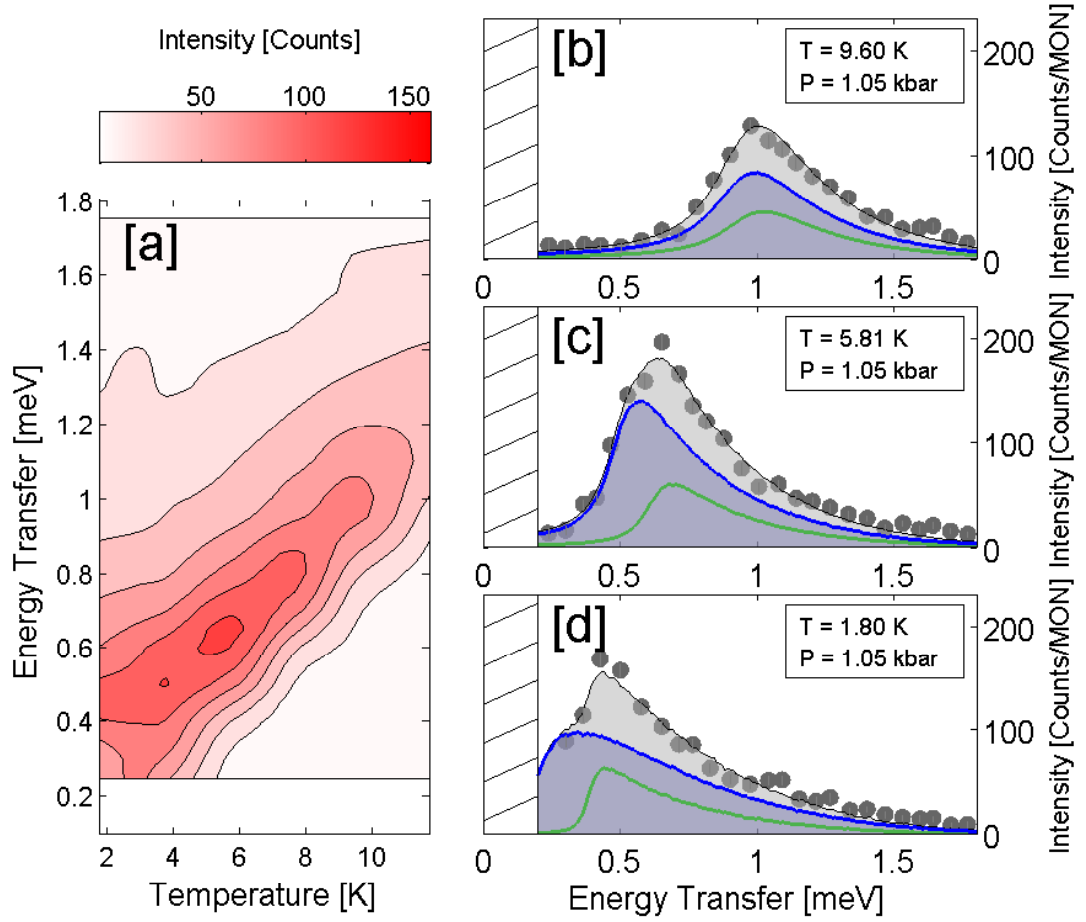 Intensity [Counts]
50 100 150
[a]
1.8
1.6
1.4
1.2
1
0.8
0.6
0.4
0.2
Energy Transfer [meV]
2 4 6 8 10
Temperature [K]
[b]
T = 9.60 K
P = 1.05 kbar
200
100
0
Intensity [Counts/MON]
0 0.5 1 1.5
[c]
T = 5.81 K
P = 1.05 kbar
200
100
0
Intensity [Counts/MON]
0 0.5 1 1.5
[d]
T = 1.80 K
P = 1.05 kbar
200
100
0
Intensity [Counts/MON]
0 0.5 1 1.5
Energy Transfer [meV]